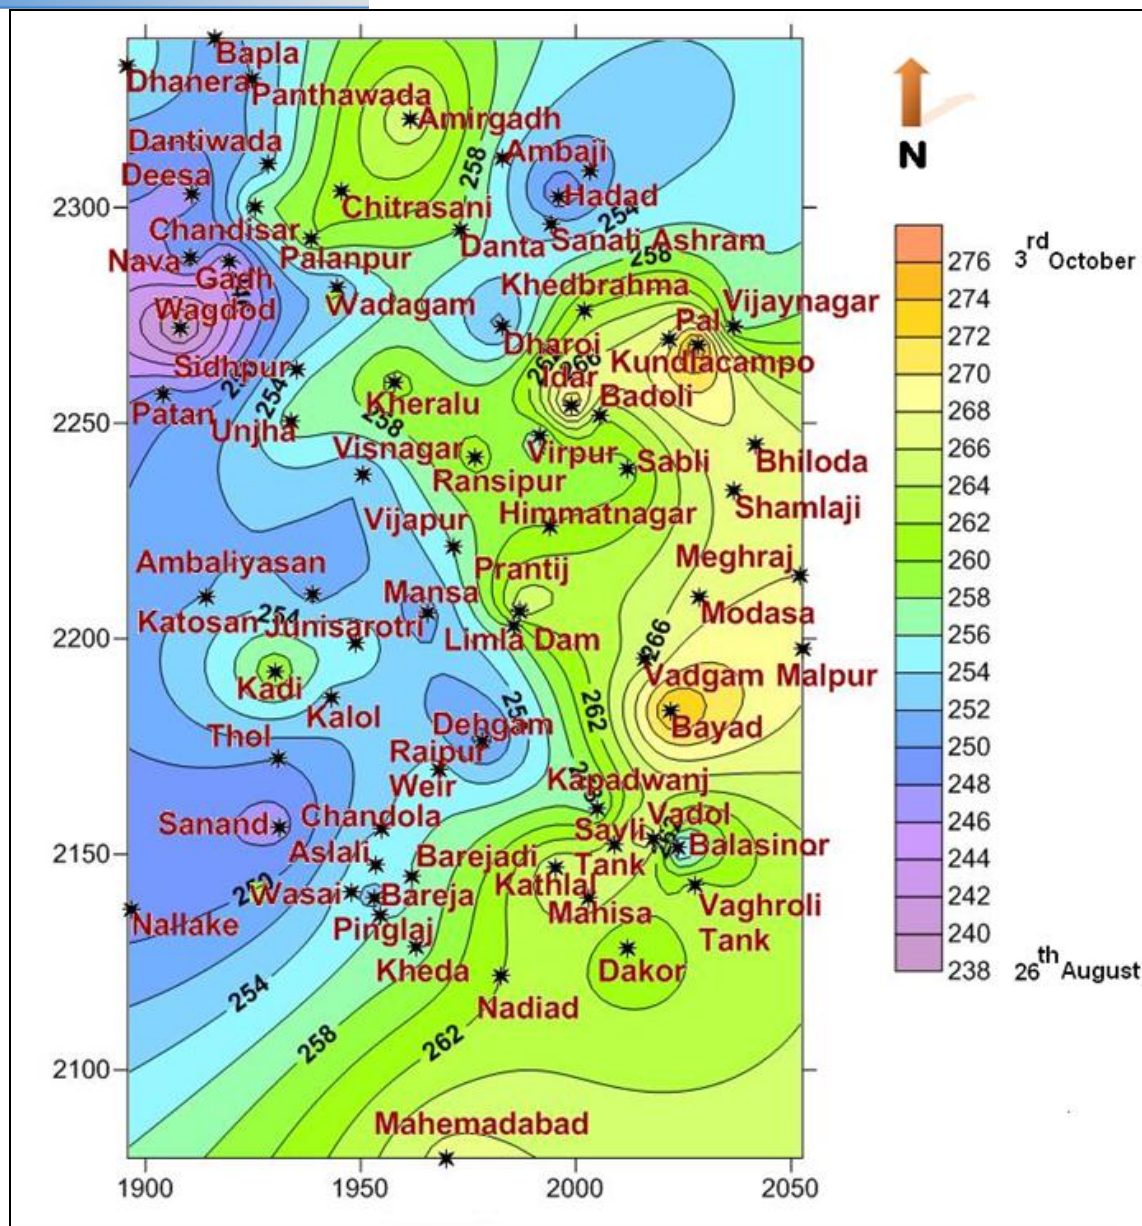 Bapla
Dhanera
Panthawada
Amirgadh
Dantiwada
Ambaji
Deesa
258
Hadad
2300
Chitrasani
254
Chandisar
Danta
Sanali Ashram
Nava
Palanpur
258
Gadh
Khedbrahma
Wagdod
Vadagam
Vijaynagar
Pal
Dharoi
Sidhpur
266
Kundlacampo
Idar
254
Badoli
2250
Patan
Kheralu
Unjha
258
Visnagar
Virpur
Sabli
Bhiloda
Ransipur
Vijapur
Himmatnagar
Shamlaji
Ambaliyasan
Prantij
Meghraj
Mansa
Katosan
254
Junisarotri
Modasa
2200
Limla Dam
266
Kadi
Vadgam
Malpur
Kalol
262
Thol
Dehgam
Bayad
Raipur
Weir
Kapadwanj
Sanand
Chandola
Savli
Tank
Vadol
2150
Aslali
Barejadi
Balasinor
250
Wasai
Bareja
Kathlal
Mahisa
Vaghroli
Tank
Nallake
Pinglaj
Kheda
Dakor
254
Nadiad
258
262
2100
Mahemadabad
1900
1950
2000
2050
N
276
3rd October
274
272
270
268
266
264
262
260
258
256
254
252
250
248
246
244
242
240
238
26th August